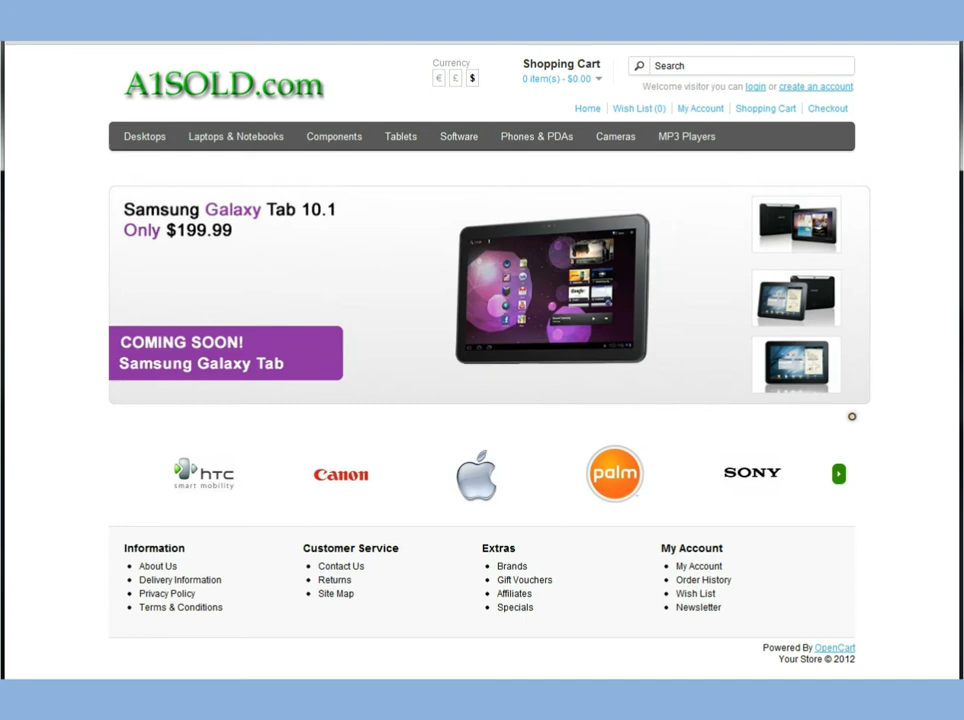 A1SOLD.com
Currency
€ £ $
Shopping Cart
0 item(s) - $0.00
Search
Welcome visitor you can login or create an account.
Home Wish List (0) My Account Shopping Cart Checkout
Desktops Laptops & Notebooks Components Tablets Software Phones & PDAs Cameras MP3 Players
Samsung Galaxy Tab 10.1
Only $199.99
COMING SOON!
Samsung Galaxy Tab
hTC
smart mobility
Canon
palm
SONY
Information
About Us
Delivery Information
Privacy Policy
Terms & Conditions
Customer Service
Contact Us
Returns
Site Map
Extras
Brands
Gift Vouchers
Affiliates
Specials
My Account
My Account
Order History
Wish List
Newsletter
Powered By OpenCart
Your Store © 2012